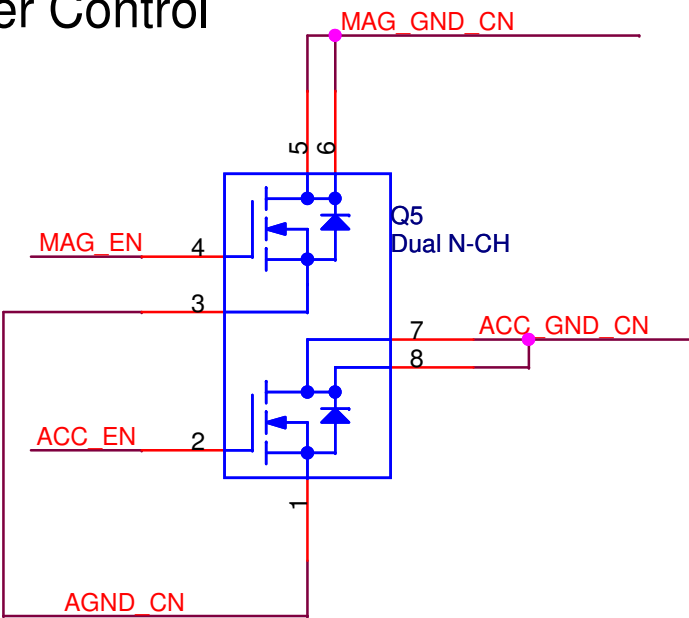 er Control
MAG_GND_CN
5
6
Q5
Dual N-CH
MAG_EN
4
3
7
ACC_GND_CN
8
ACC_EN
2
1
AGND_CN